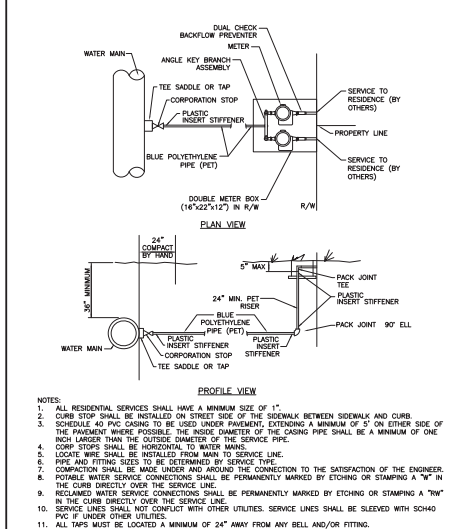 DUAL CHECK
BACKFLOW PREVENTER
METER
WATER MAIN
ANGLE KEY BRANCH
ASSEMBLY
TEE SADDLE OR TAP
CORPORATION STOP
PLASTIC
INSERT STIFFENER
SERVICE TO
RESIDENCE (BY
OTHERS)
PROPERTY LINE
BLUE POLYETHYLENE
PIPE (PET)
SERVICE TO
RESIDENCE (BY
OTHERS)
DOUBLE METER BOX
(16"x22"x12") IN R/W
R/W
PLAN VIEW
24"
COMPACT
BY HAND
5" MAX
36" MINIMUM
PACK JOINT
TEE
PLASTIC
INSERT STIFFENER
24" MIN. PET
RISER
BLUE
POLYETHYLENE
PIPE (PET)
PACK JOINT 90° ELL
WATER MAIN
PLASTIC
INSERT STIFFENER
PLASTIC
INSERT
STIFFENER
CORPORATION STOP
TEE SADDLE OR TAP
PROFILE VIEW
NOTES:
1. ALL RESIDENTIAL SERVICES SHALL HAVE A MINIMUM SIZE OF 1".
2. CURB STOP SHALL BE INSTALLED ON STREET SIDE OF THE SIDEWALK BETWEEN SIDEWALK AND CURB.
3. SCHEDULE 40 PVC CASING TO BE USED UNDER PAVEMENT, EXTENDING A MINIMUM OF 5' ON EITHER SIDE OF
THE PAVEMENT WHERE POSSIBLE. THE INSIDE DIAMETER OF THE CASING PIPE SHALL BE A MINIMUM OF ONE
INCH LARGER THAN THE OUTSIDE DIAMETER OF THE SERVICE PIPE.
4. CORP STOPS SHALL BE HORIZONTAL TO WATER MAINS.
5. LOCATE WIRE SHALL BE INSTALLED FROM MAIN TO SERVICE LINE.
6. PIPE AND FITTING SIZES TO BE DETERMINED BY SERVICE TYPE.
7. COMPACTION SHALL BE MADE UNDER AND AROUND THE CONNECTION TO THE SATISFACTION OF THE ENGINEER.
8. POTABLE WATER SERVICE CONNECTIONS SHALL BE PERMANENTLY MARKED BY ETCHING OR STAMPING A "W" IN
THE CURB DIRECTLY OVER THE SERVICE LINE.
9. RECLAIMED WATER SERVICE CONNECTIONS SHALL BE PERMANENTLY MARKED BY ETCHING OR STAMPING A "RW"
IN THE CURB DIRECTLY OVER THE SERVICE LINE.
10. SERVICE LINES SHALL NOT CONFLICT WITH OTHER UTILITIES. SERVICE LINES SHALL BE SLEEVED WITH SCH40
PVC IF UNDER OTHER UTILITIES.
11. ALL TAPS MUST BE LOCATED A MINIMUM OF 24" AWAY FROM ANY BELL AND/OR FITTING.